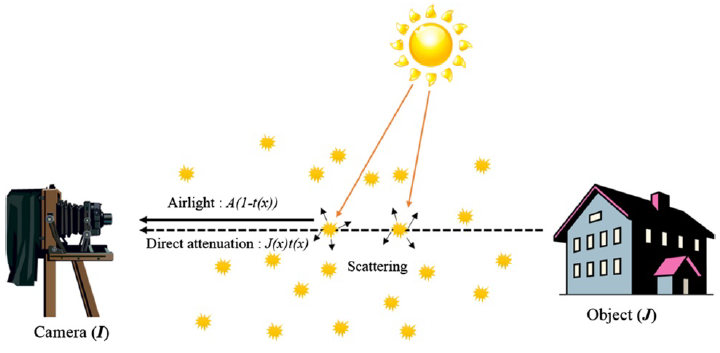 Airlight : A(1-t(x))
Direct attenuation : J(x)t(x)
Scattering
Camera (I)
Object (J)